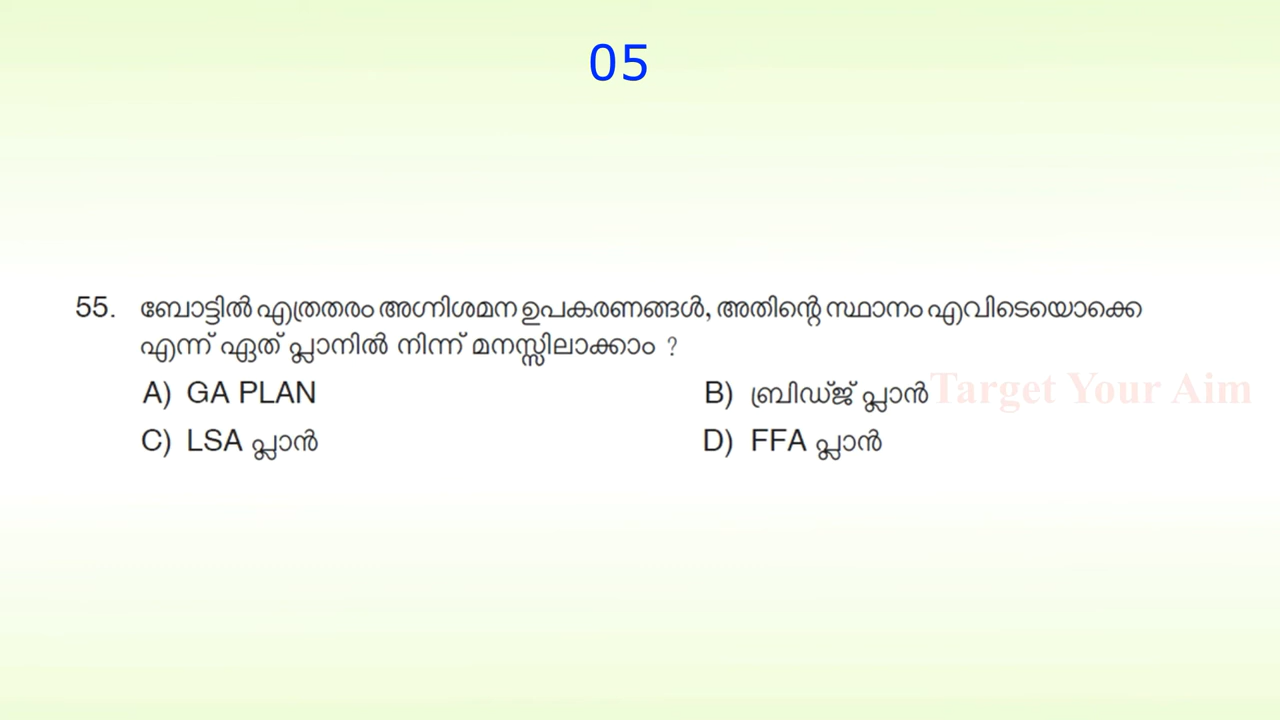 05
55. ബോട്ടിൽ എത്രതരം അഗ്നിശമന ഉപകരണങ്ങൾ, അതിന്റെ സ്ഥാനം എവിടെയൊക്കെ
എന്ന് ഏത് പ്ലാനിൽ നിന്ന് മനസ്സിലാക്കാം ?
A) GA PLAN B) ബ്രിഡ്ജ് പ്ലാൻ Target Your Aim
C) LSA പ്ലാൻ D) FFA പ്ലാൻ